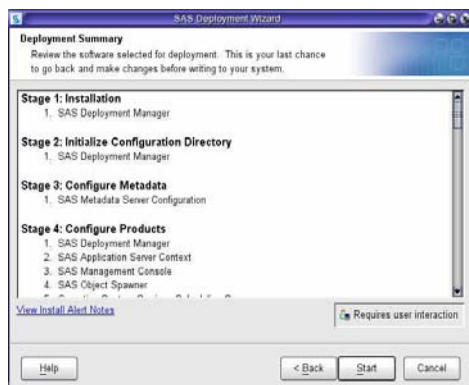 SAS Deployment Wizard
Deployment Summary
Review the software selected for deployment. This is your last chance
to go back and make changes before writing to your system.
Stage 1: Installation
1. SAS Deployment Manager
Stage 2: Initialize Configuration Directory
1. SAS Deployment Manager
Stage 3: Configure Metadata
1. SAS Metadata Server Configuration
Stage 4: Configure Products
1. SAS Deployment Manager
2. SAS Application Server Context
3. SAS Management Console
4. SAS Object Spawner
View Install Alert Notes
Requires user interaction
Help
< Back
Start
Cancel